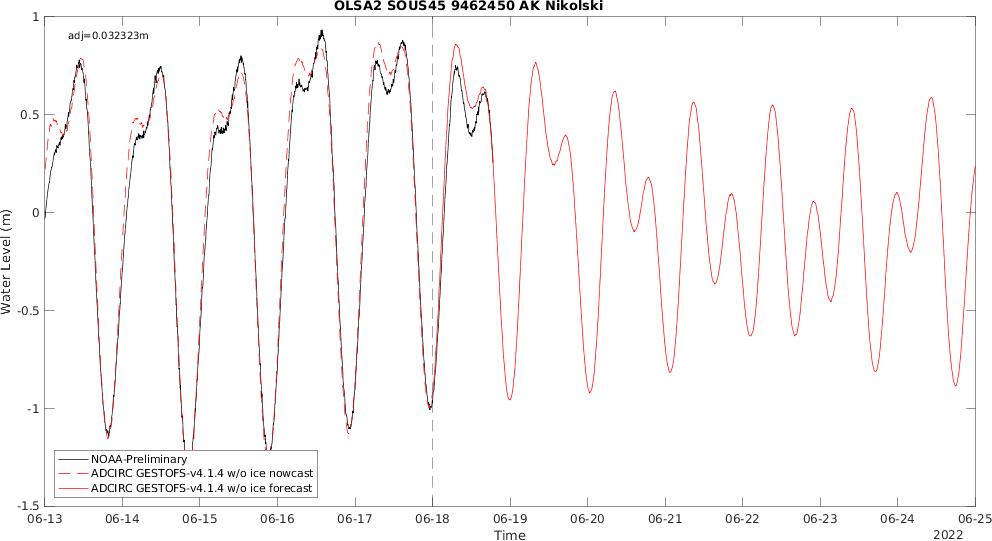 OLSA2 SOUS45 9462450 AK Nikolski
adj=0.032323m
1
0.5
0
-0.5
-1
-1.5
Water Level (m)
NOAA-Preliminary
ADCIRC GESTOFS-v4.1.4 w/o ice nowcast
ADCIRC GESTOFS-v4.1.4 w/o ice forecast
06-13 06-14 06-15 06-16 06-17 06-18 06-19 06-20 06-21 06-22 06-23 06-24 06-25
Time
2022